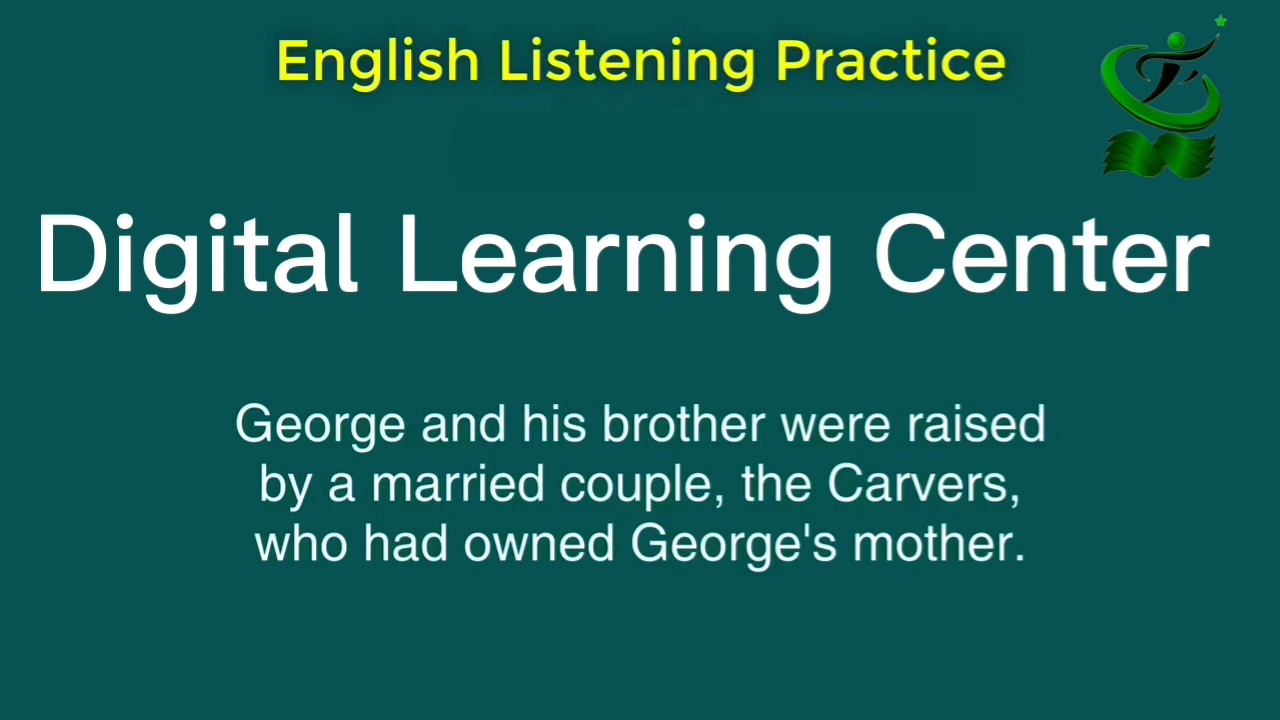 English Listening Practice
Digital Learning Center
George and his brother were raised
by a married couple, the Carvers,
who had owned George's mother.